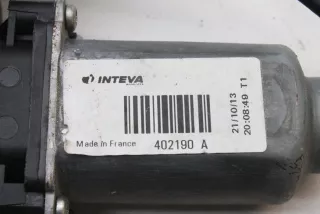 INTEVA
Made in France
402190 A
21/10/13
20:08:49 T1